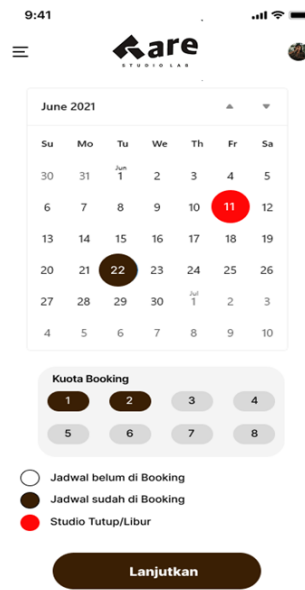 9:41
Kare
STUDIO LAB
June 2021
Su Mo Tu We Th Fr Sa
Jun
30 31 1 2 3 4 5
6 7 8 9 10 11 12
13 14 15 16 17 18 19
20 21 22 23 24 25 26
Jul
27 28 29 30 1 2 3
4 5 6 7 8 9 10
Kuota Booking
1 2 3 4
5 6 7 8
Jadwal belum di Booking
Jadwal sudah di Booking
Studio Tutup/Libur
Lanjutkan